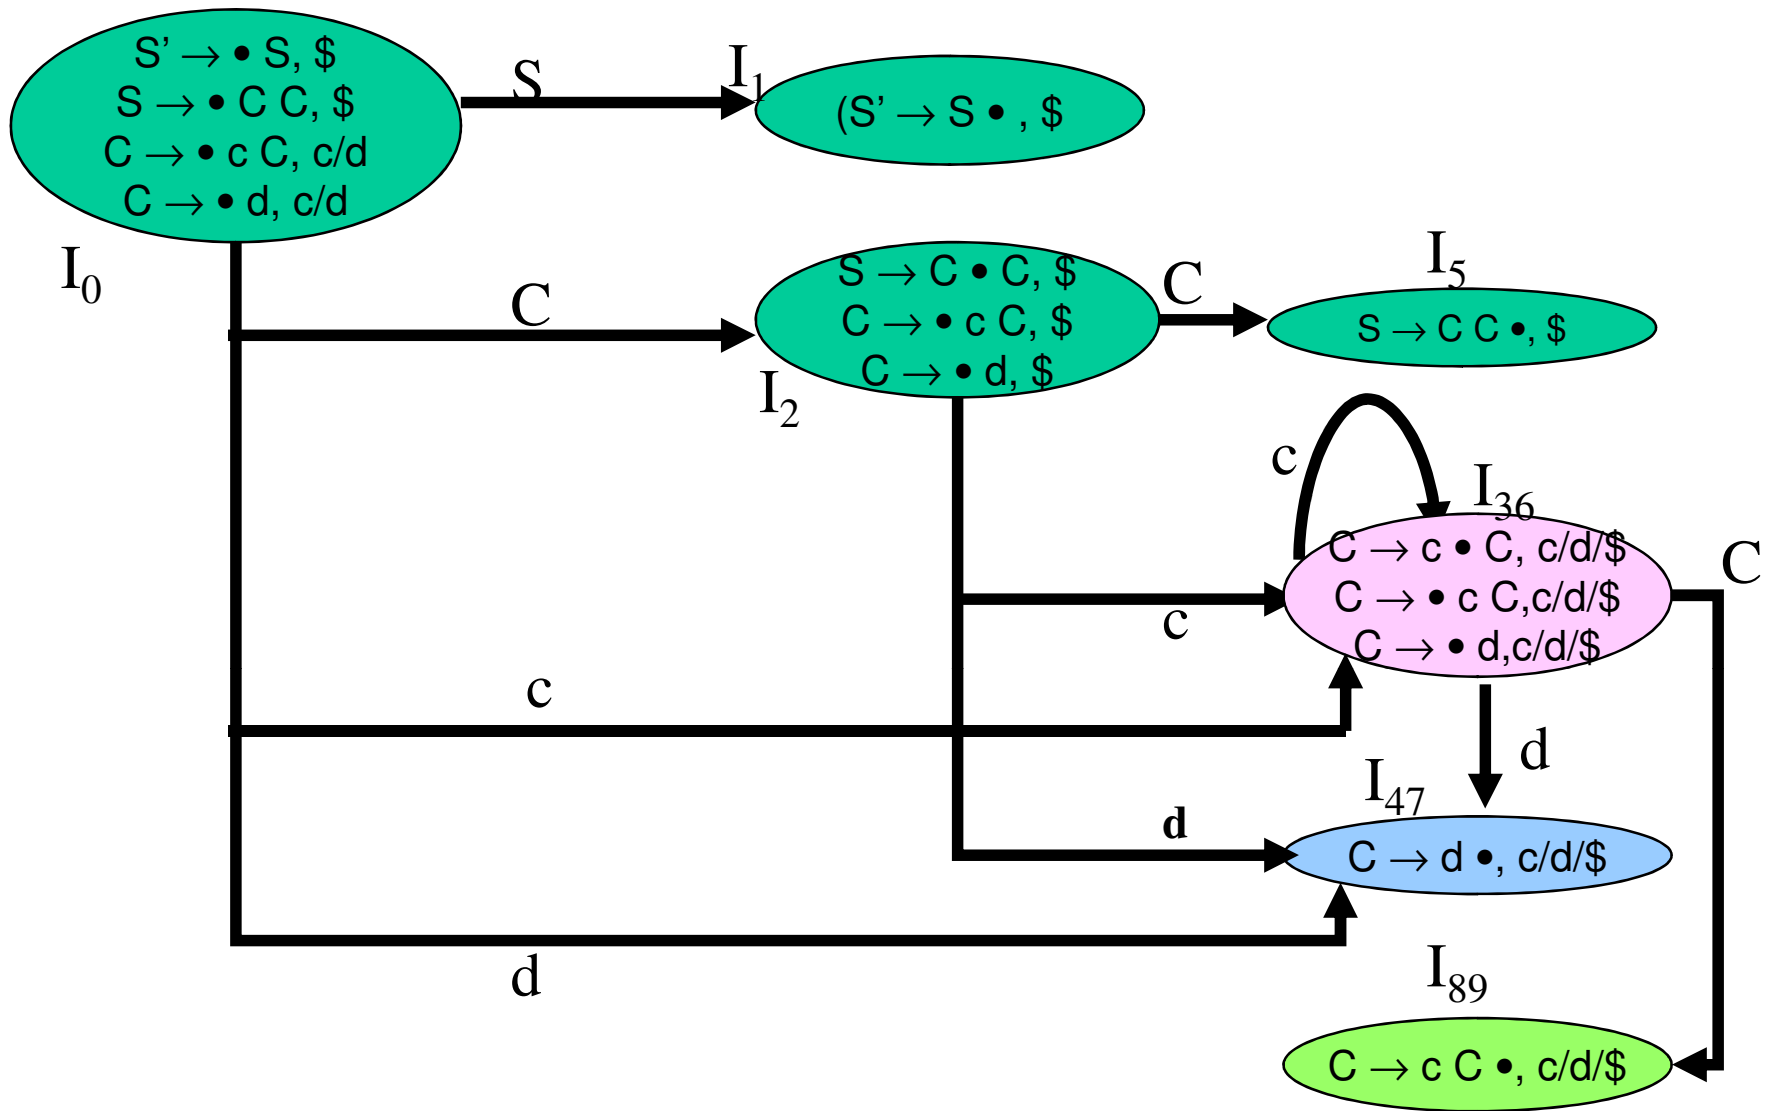 S’ → • S, $
S → • C C, $
C → • c C, c/d
C → • d, c/d
I0
S
I1
(S’ → S • , $
C
S → C • C, $
C → • c C, $
C → • d, $
I2
C
I5
S → C C •, $
c
I36
C → c • C, c/d/$
C → • c C,c/d/$
C → • d,c/d/$
C
c
c
d
I47
d
C → d •, c/d/$
d
I89
C → c C •, c/d/$